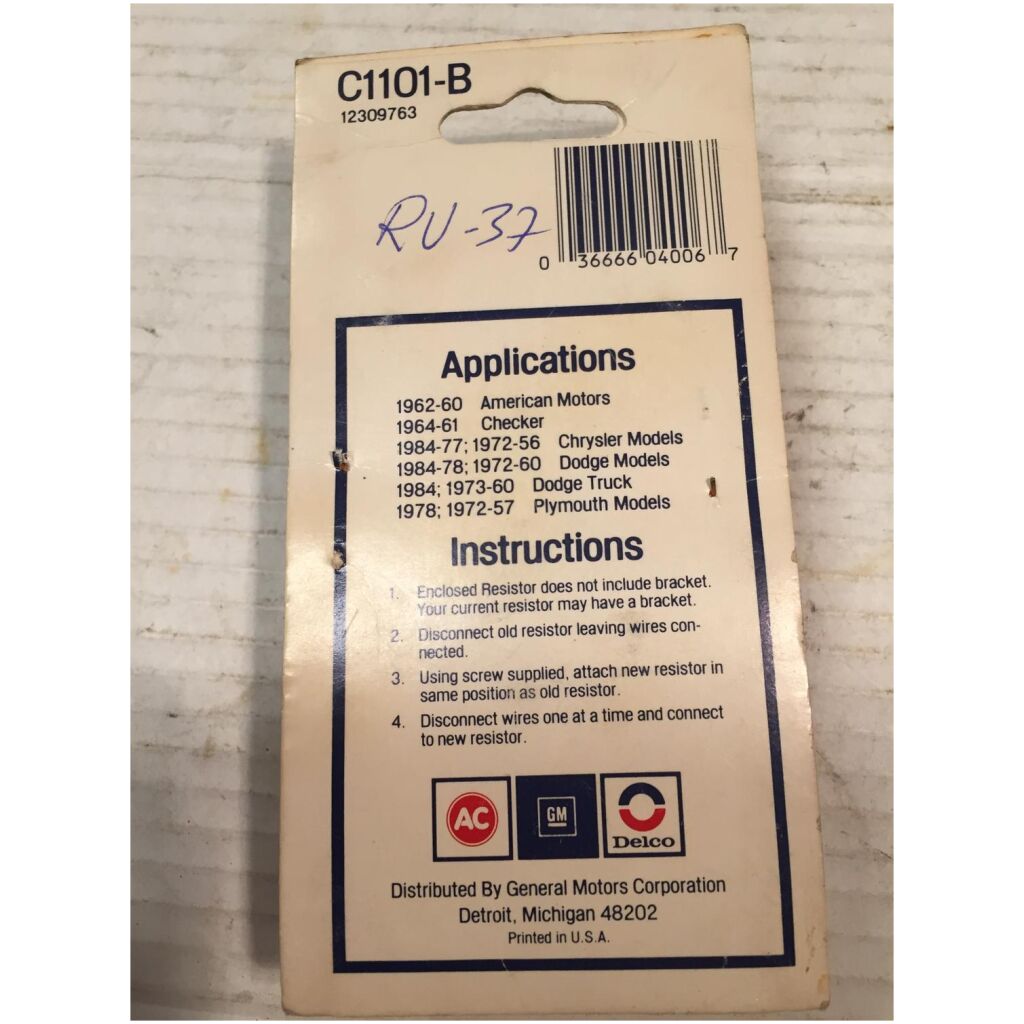 C1101-B
12309763
RU-37
0 36666 04006 7
Applications
1962-60 American Motors
1964-61 Checker
1984-77; 1972-56 Chrysler Models
1984-78; 1972-60 Dodge Models
1984; 1973-60 Dodge Truck
1978; 1972-57 Plymouth Models
Instructions
1. Enclosed Resistor does not include bracket.
Your current resistor may have a bracket.
2. Disconnect old resistor leaving wires con-
nected.
3. Using screw supplied, attach new resistor in
same position as old resistor.
4. Disconnect wires one at a time and connect
to new resistor.
AC GM Delco
Distributed By General Motors Corporation
Detroit, Michigan 48202
Printed in U.S.A.